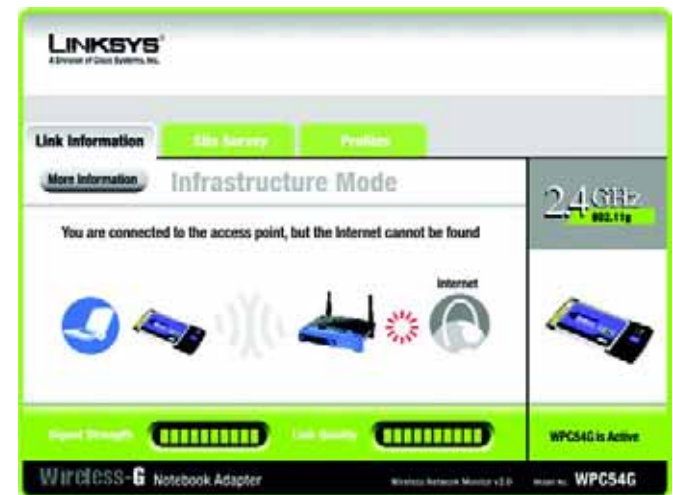 LINKSYS®
A Division of Cisco Systems, Inc.
Link Information
Site Survey
Profiles
More Information
Infrastructure Mode
2.4 GHz
802.11g
You are connected to the access point, but the Internet cannot be found
Internet
Signal Strength
Link Quality
WPC54G is Active
Wireless-G Notebook Adapter
Wireless Network Monitor v2.0
Model No. WPC54G